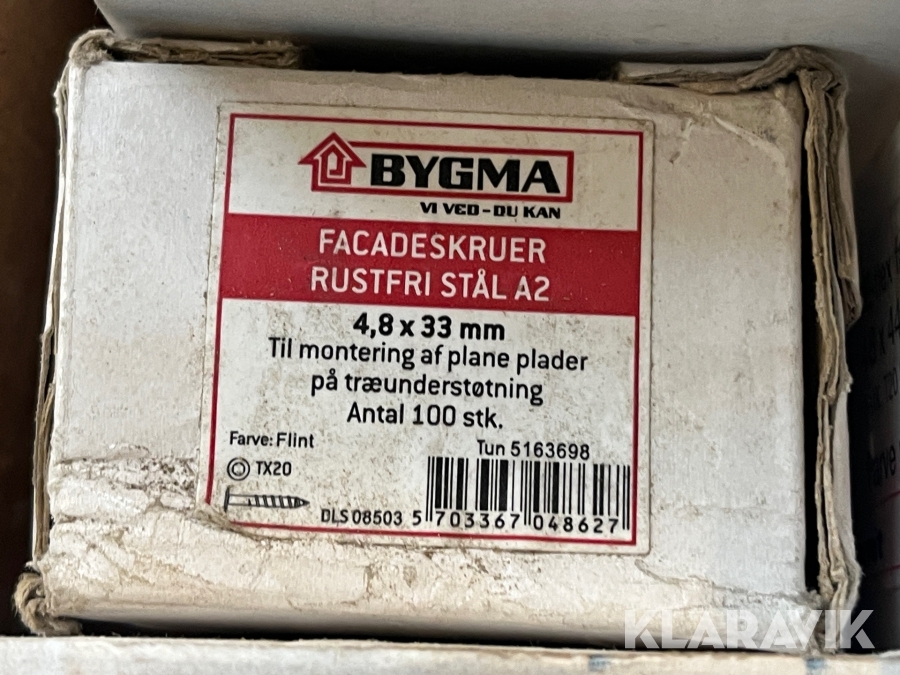 BYGMA
VI VED - DU KAN
FACADESKRUER
RUSTFRI STÅL A2
4,8 x 33 mm
Til montering af plane plader
på træunderstøtning
Antal 100 stk.
Farve: Flint
Tun 5163698
TX20
DLS 08503
5 703367 048627
KLARAVIK